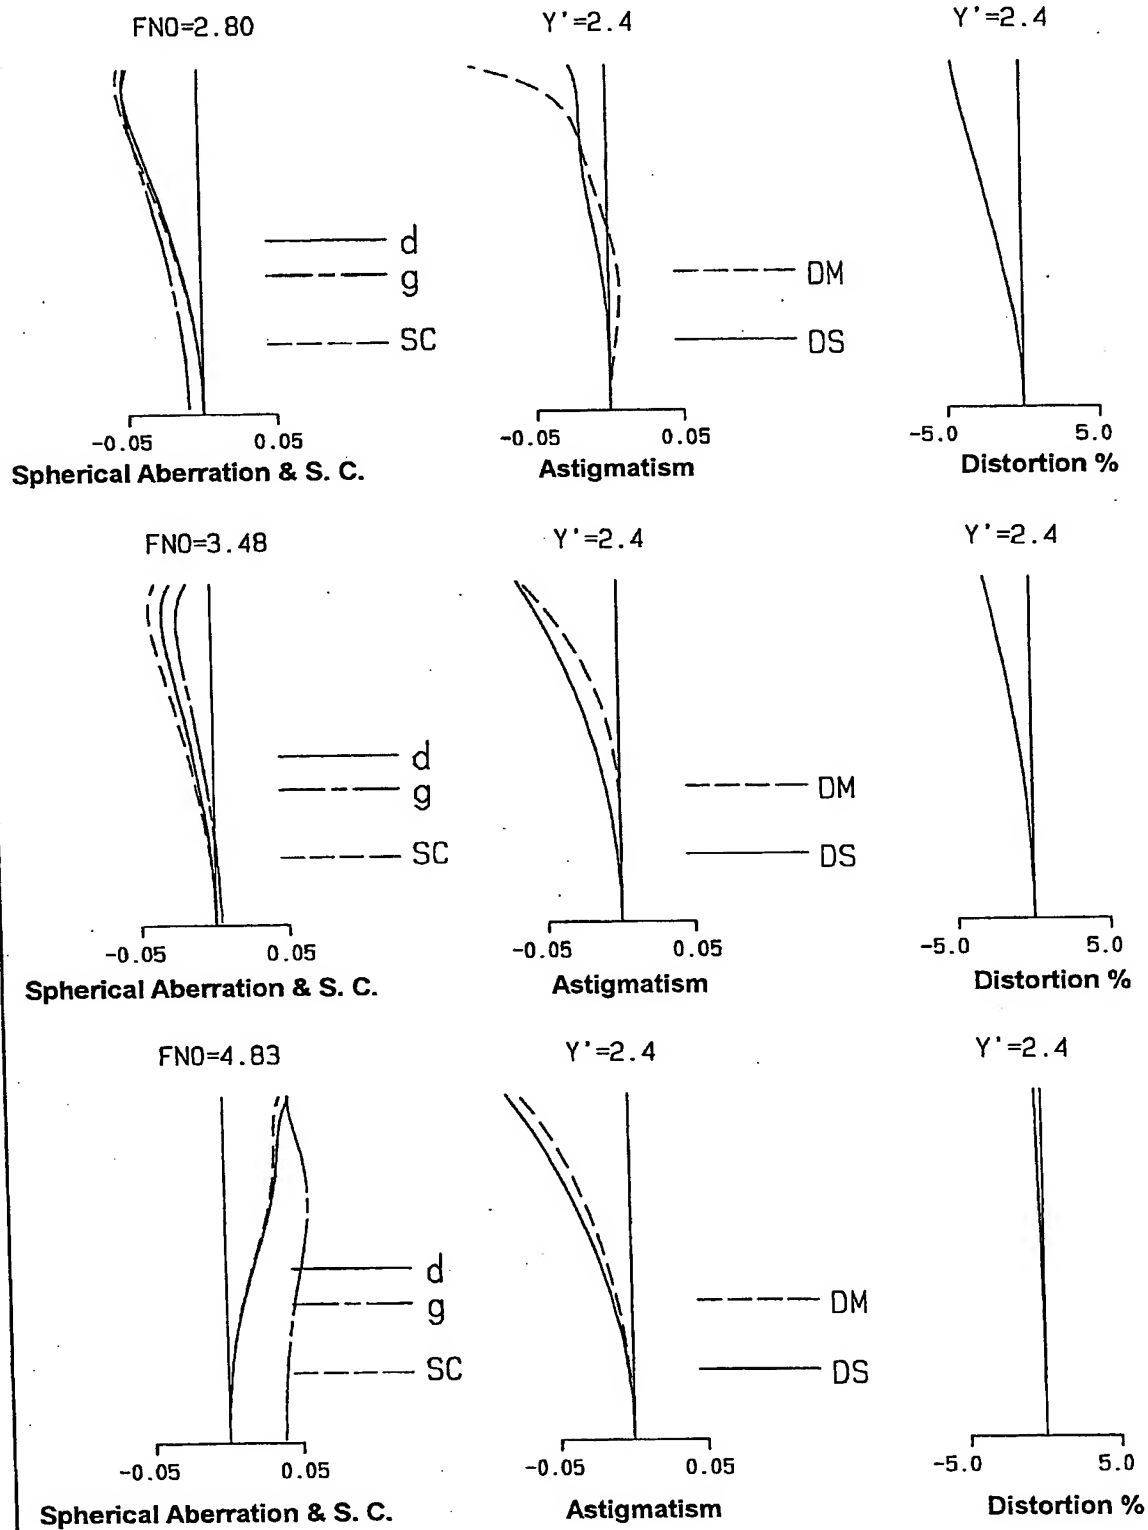 FNO=2.80
Y'=2.4
Y'=2.4
d
g
SC
DM
DS
-0.05 0.05
-0.05 0.05
-5.0 5.0
Spherical Aberration & S. C.
Astigmatism
Distortion %
FNO=3.48
Y'=2.4
Y'=2.4
d
g
SC
DM
DS
-0.05 0.05
-0.05 0.05
-5.0 5.0
Spherical Aberration & S. C.
Astigmatism
Distortion %
FNO=4.83
Y'=2.4
Y'=2.4
d
g
SC
DM
DS
-0.05 0.05
-0.05 0.05
-5.0 5.0
Spherical Aberration & S. C.
Astigmatism
Distortion %